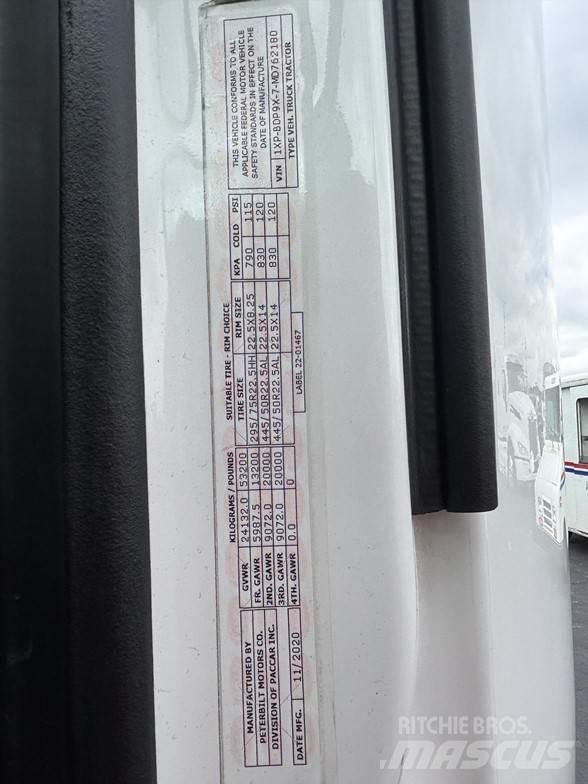 MANUFACTURED BY
PETERBILT MOTORS CO.
DIVISION OF PACCAR INC.
DATE MFG. 11/2020
KILOGRAMS / POUNDS
GVWR 24132.0 53200
FR. GAWR 5987.5 13200
2ND. GAWR 9072.0 20000
3RD. GAWR 9072.0 20000
4TH. GAWR 0.0 0
SUITABLE TIRE - RIM CHOICE
TIRE SIZE RIM SIZE KPA COLD PSI
295/75R22.5HH 22.5X8.25 790 115
445/50R22.5AL 22.5X14 830 120
445/50R22.5AL 22.5X14 830 120
LABEL 22-01467
THIS VEHICLE CONFORMS TO ALL
APPLICABLE FEDERAL MOTOR VEHICLE
SAFETY STANDARDS IN EFFECT ON THE
DATE OF MANUFACTURE
VIN 1XP-BDP9X-7-MD762180
TYPE VEH. TRUCK TRACTOR
RITCHIE BROS.
MASCUS